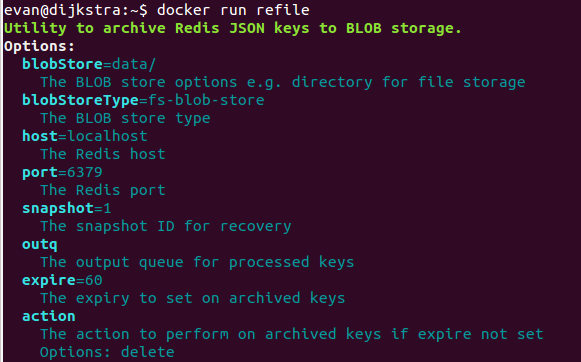 evan@dijkstra:~$ docker run refile
Utility to archive Redis JSON keys to BLOB storage.
Options:
blobStore=data/
The BLOB store options e.g. directory for file storage
blobStoreType=fs-blob-store
The BLOB store type
host=localhost
The Redis host
port=6379
The Redis port
snapshot=1
The snapshot ID for recovery
outq
The output queue for processed keys
expire=60
The expiry to set on archived keys
action
The action to perform on archived keys if expire not set
Options: delete